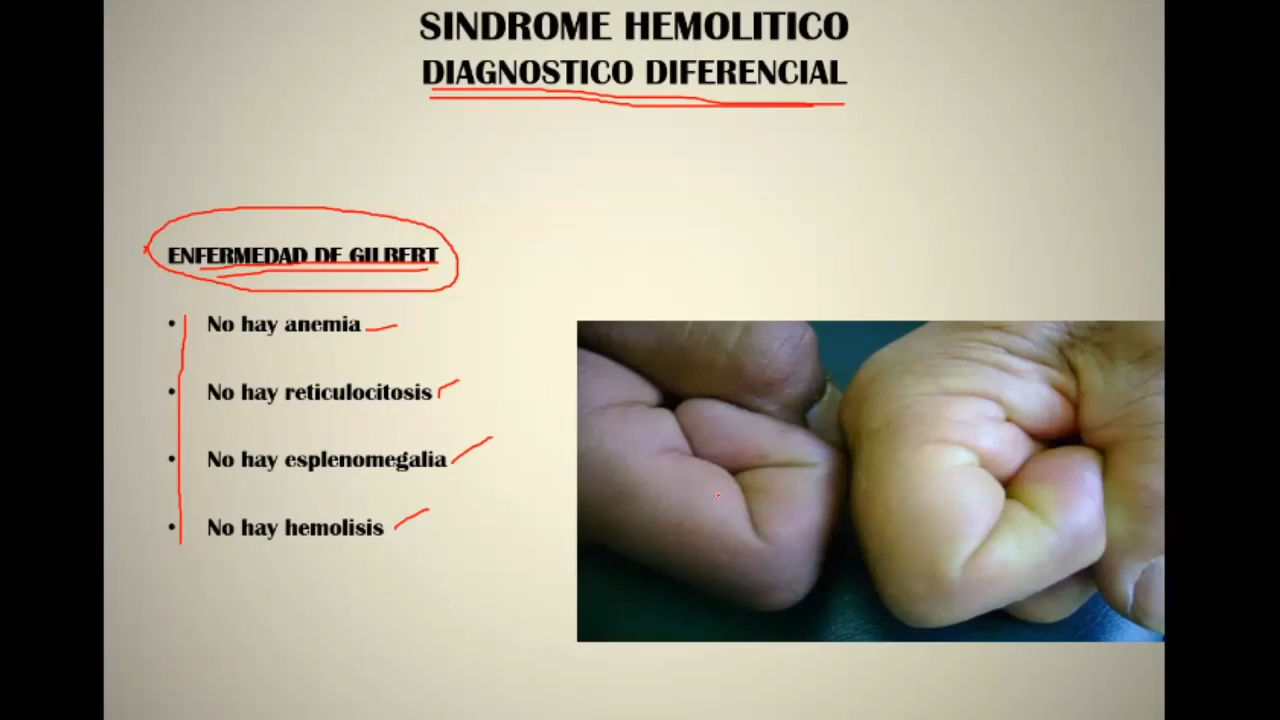 SINDROME HEMOLITICO
DIAGNOSTICO DIFERENCIAL
ENFERMEDAD DE GILBERT
• No hay anemia
• No hay reticulocitosis
• No hay esplenomegalia
• No hay hemolisis